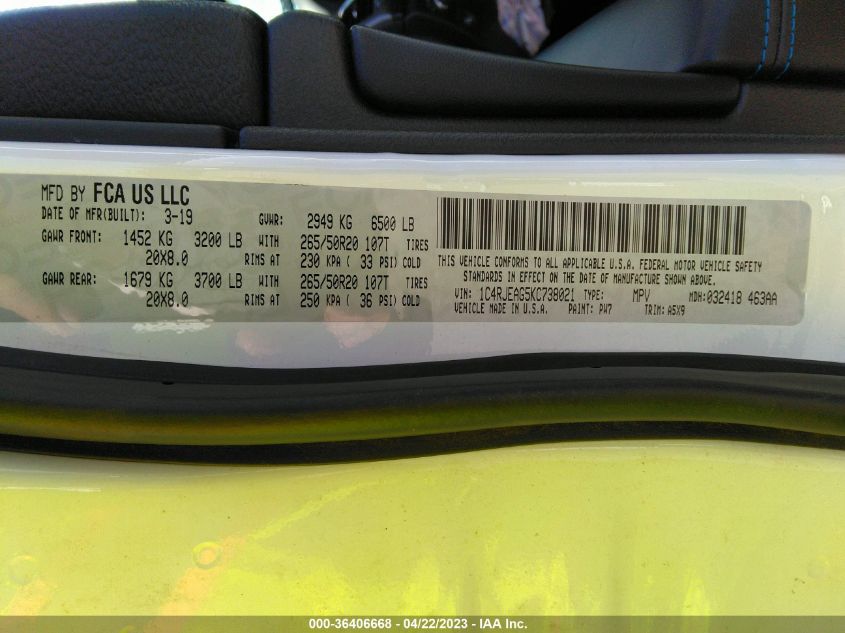 MFD BY FCA US LLC
DATE OF MFR(BUILT): 3-19 GVWR: 2949 KG 6500 LB
GAWR FRONT: 1452 KG 3200 LB WITH 265/50R20 107T TIRES
20X8.0 RIMS AT 230 KPA ( 33 PSI) COLD
GAWR REAR: 1679 KG 3700 LB WITH 265/50R20 107T TIRES
20X8.0 RIMS AT 250 KPA ( 36 PSI) COLD
THIS VEHICLE CONFORMS TO ALL APPLICABLE U.S.A. FEDERAL MOTOR VEHICLE SAFETY
STANDARDS IN EFFECT ON THE DATE OF MANUFACTURE SHOWN ABOVE.
VIN: 1C4RJEAG5KC738021 TYPE: MPV MDH: 032418 463AA
VEHICLE MADE IN U.S.A. PAINT: PW7 TRIM: A5X9
000-36406668 - 04/22/2023 - IAA Inc.